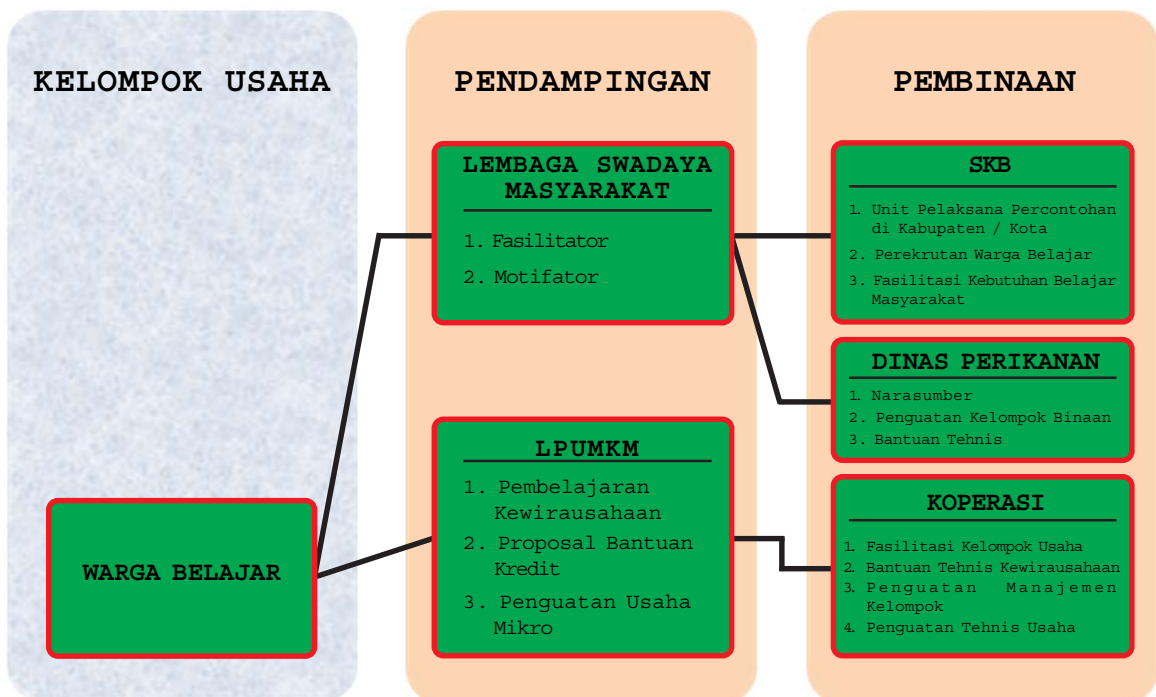 KELOMPOK USAHA
WARGA BELAJAR
PENDAMPINGAN
LEMBAGA SWADAYA
MASYARAKAT
1. Fasilitator
2. Motifator
LPUMKM
1. Pembelajaran
Kewirausahaan
2. Proposal Bantuan
Kredit
3. Penguatan Usaha
Mikro
PEMBINAAN
SKB
1. Unit Pelaksana Percontohan
di Kabupaten / Kota
2. Perekrutan Warga Belajar
3. Fasilitasi Kebutuhan Belajar
Masyarakat
DINAS PERIKANAN
1. Narasumber
2. Penguatan Kelompok Binaan
3. Bantuan Tehnis
KOPERASI
1. Fasilitasi Kelompok Usaha
2. Bantuan Tehnis Kewirausahaan
3. Penguatan Manajemen
Kelompok
4. Penguatan Tehnis Usaha